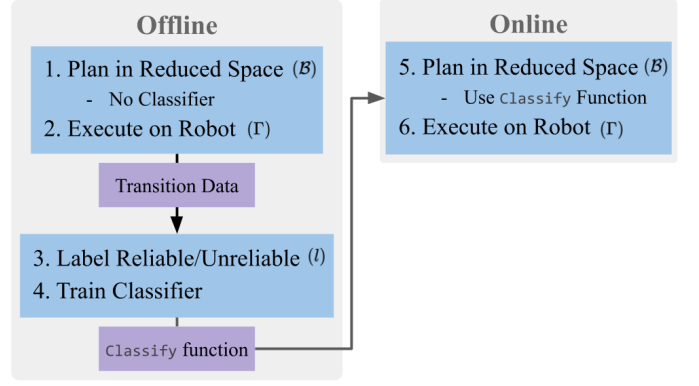 Offline
1. Plan in Reduced Space (ℬ)
- No Classifier
2. Execute on Robot (Γ)
Transition Data
3. Label Reliable/Unreliable (l)
4. Train Classifier
Classify function
Online
5. Plan in Reduced Space (ℬ)
- Use Classify Function
6. Execute on Robot (Γ)